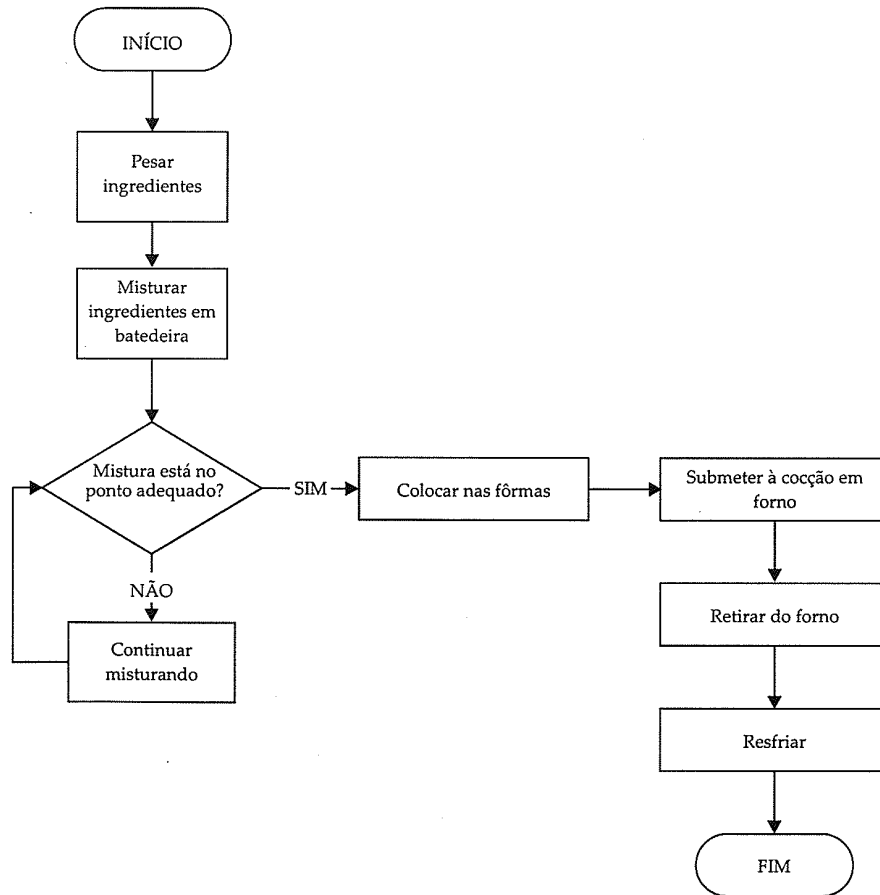 INÍCIO
Pesar
ingredientes
Misturar
ingredientes em
batedeira
Mistura está no
ponto adequado?
NÃO
Continuar
misturando
SIM
Colocar nas fôrmas
Submeter à cocção em
forno
Retirar do forno
Resfriar
FIM